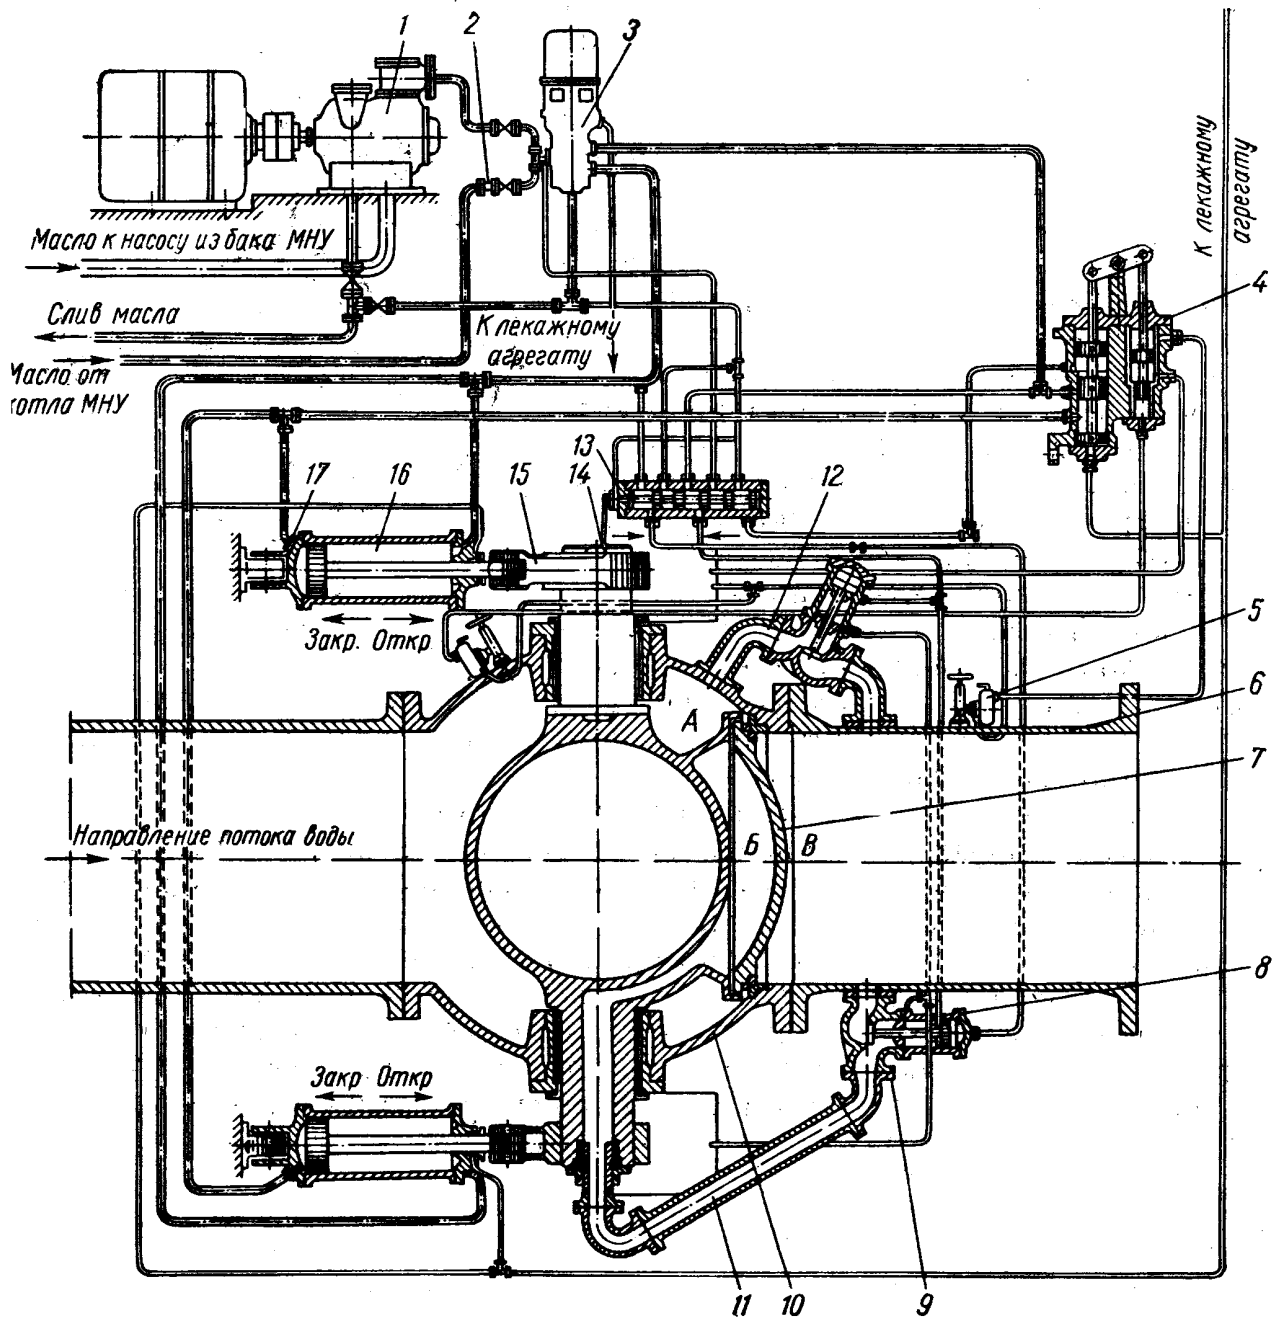 1
2
3
К лекажному
агрегату
Масло к насосу из бака МНУ
Слив масла
К лекажному
агрегату
4
Масло от
котла МНУ
13
17
16
15
14
12
Закр. Откр
5
6
А
7
Направление потока воды
Б
В
8
Закр Откр
11
10
9